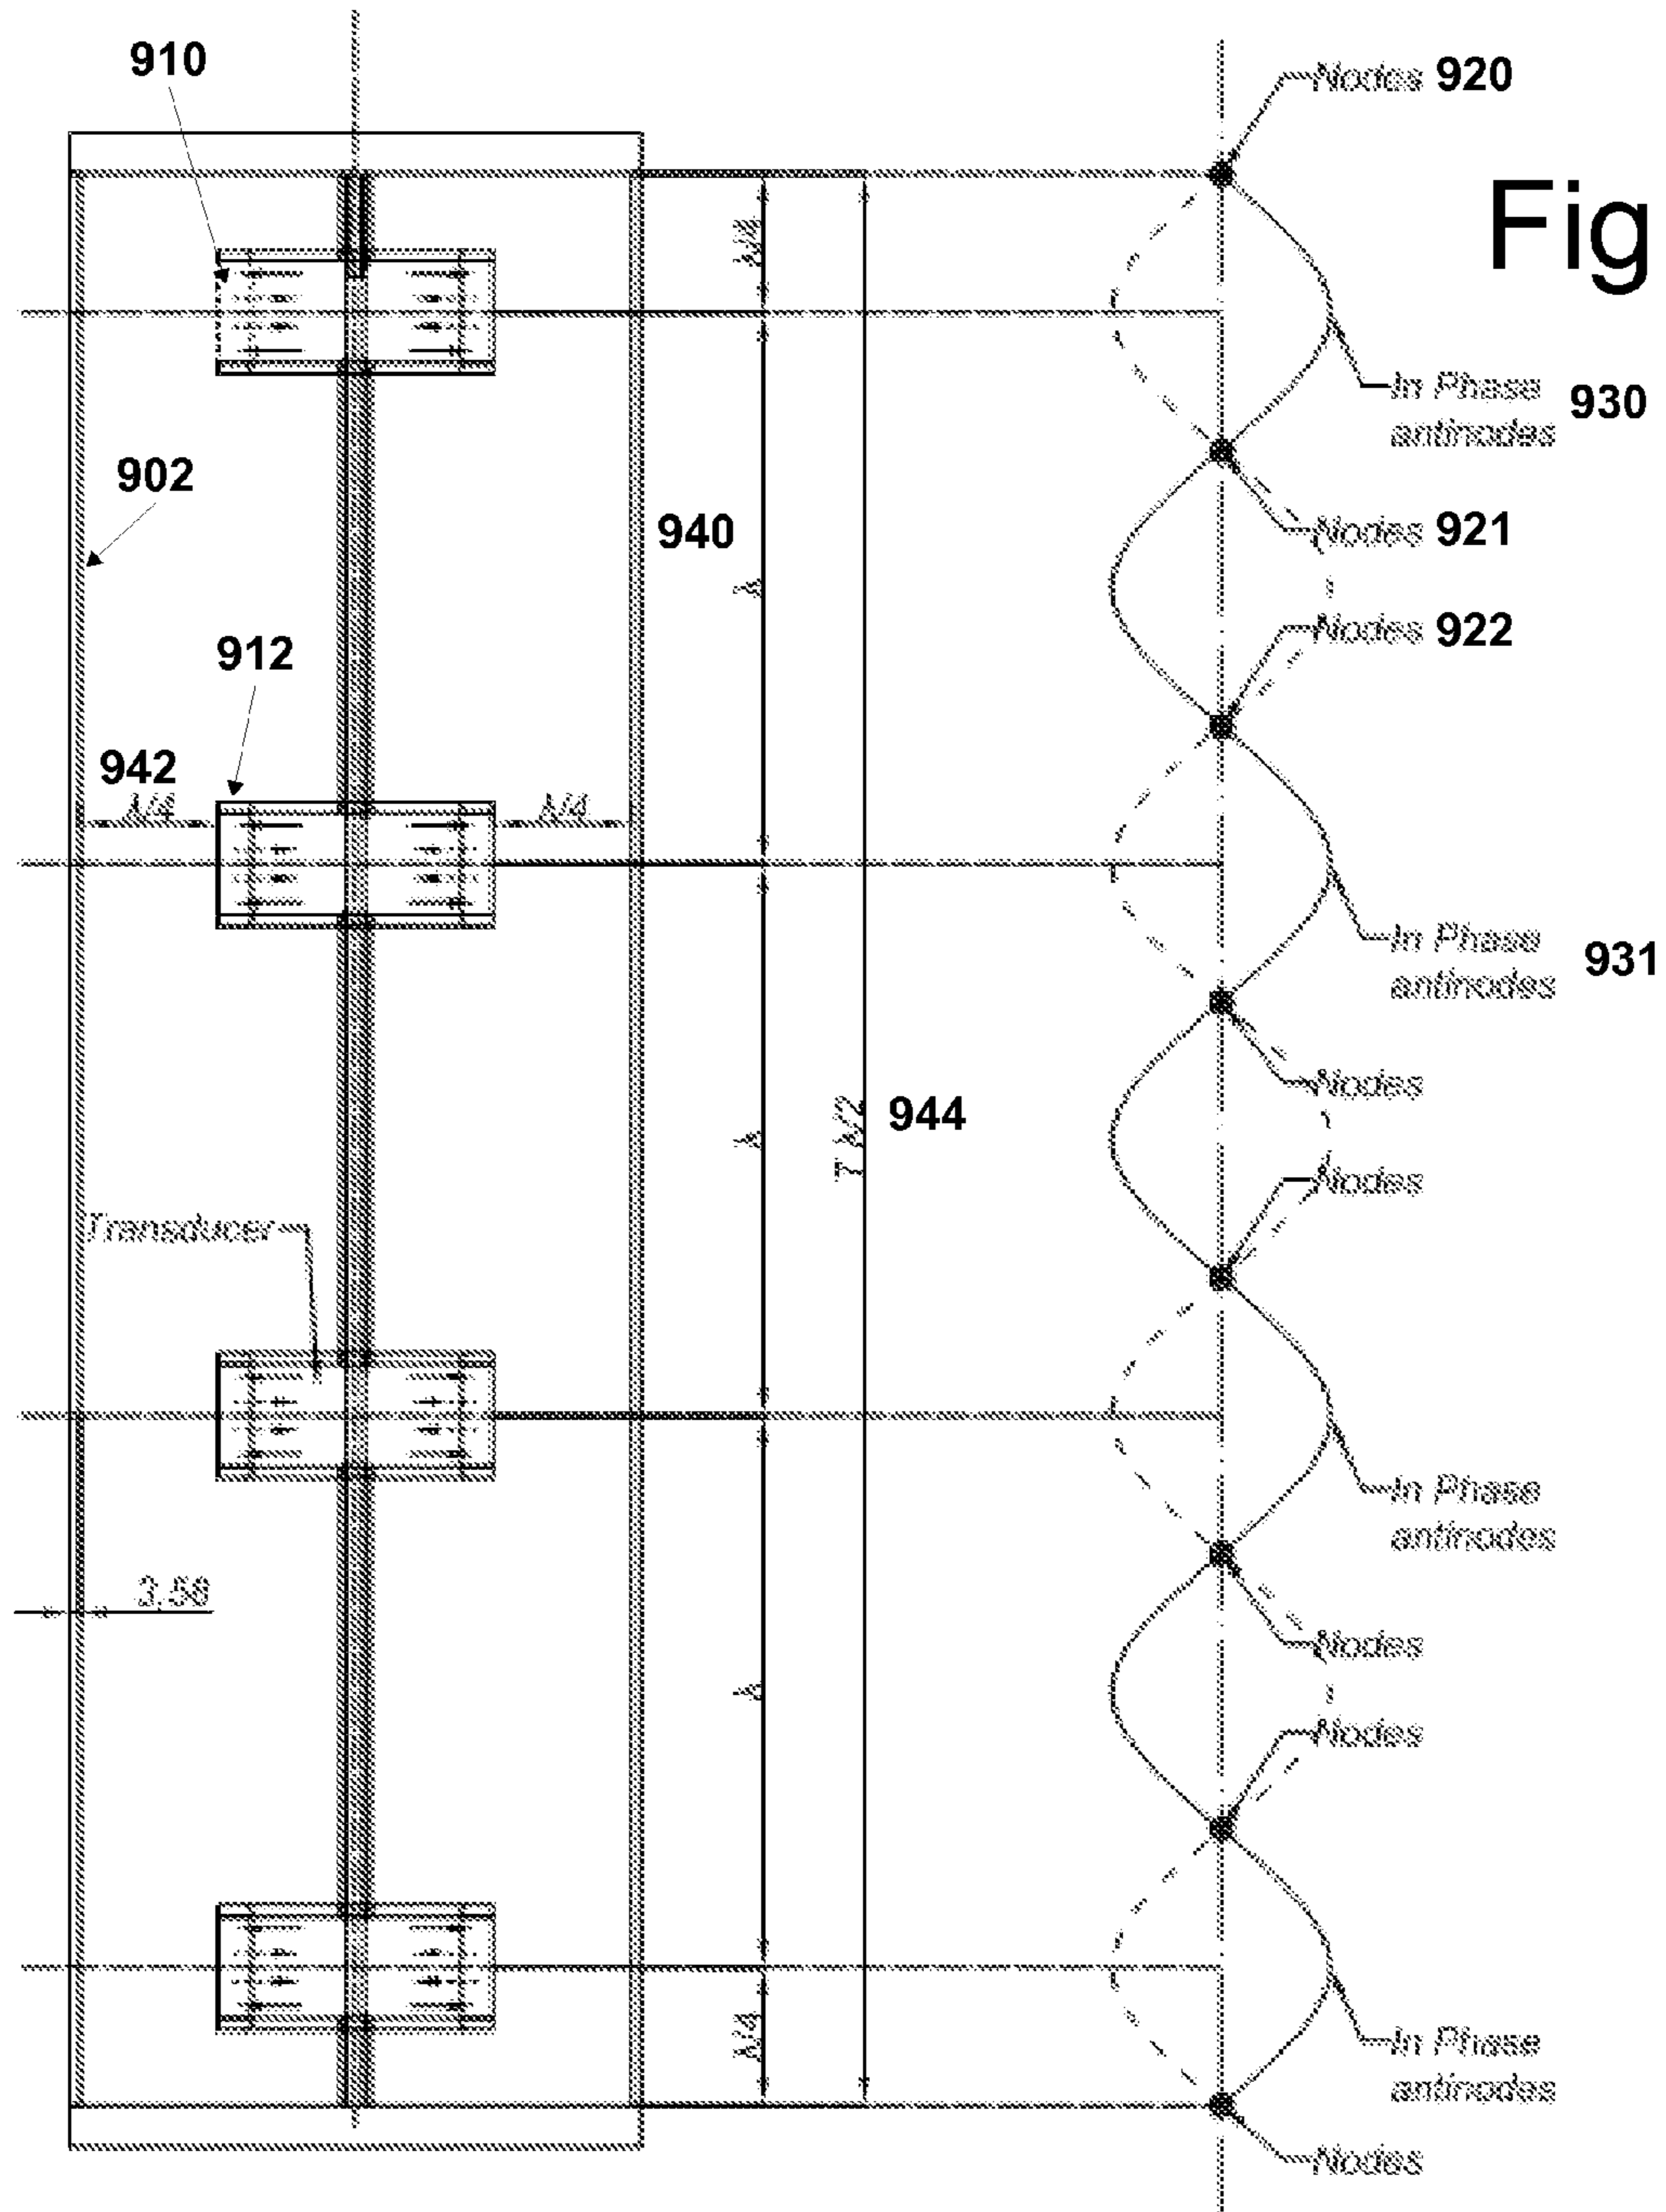 910
Nodes 920
Fig
In Phase
antinodes 930
902
940
Nodes 921
λ/4
λ
Nodes 922
912
942
λ/4
λ/4
In Phase
antinodes 931
Nodes
944
7 λ/2
λ
Nodes
Transducer
In Phase
antinodes
3,58
Nodes
λ
Nodes
λ/4
In Phase
antinodes
Nodes